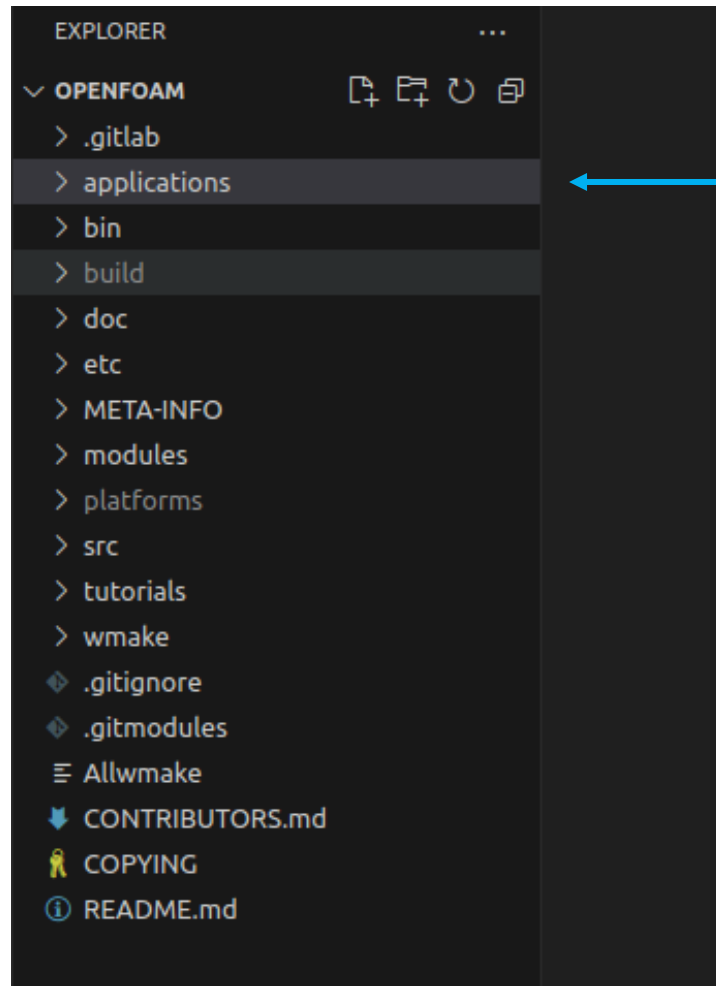 EXPLORER
OPENFOAM
.gitlab
applications
bin
build
doc
etc
META-INFO
modules
platforms
src
tutorials
wmake
.gitignore
.gitmodules
Allwmake
CONTRIBUTORS.md
COPYING
README.md